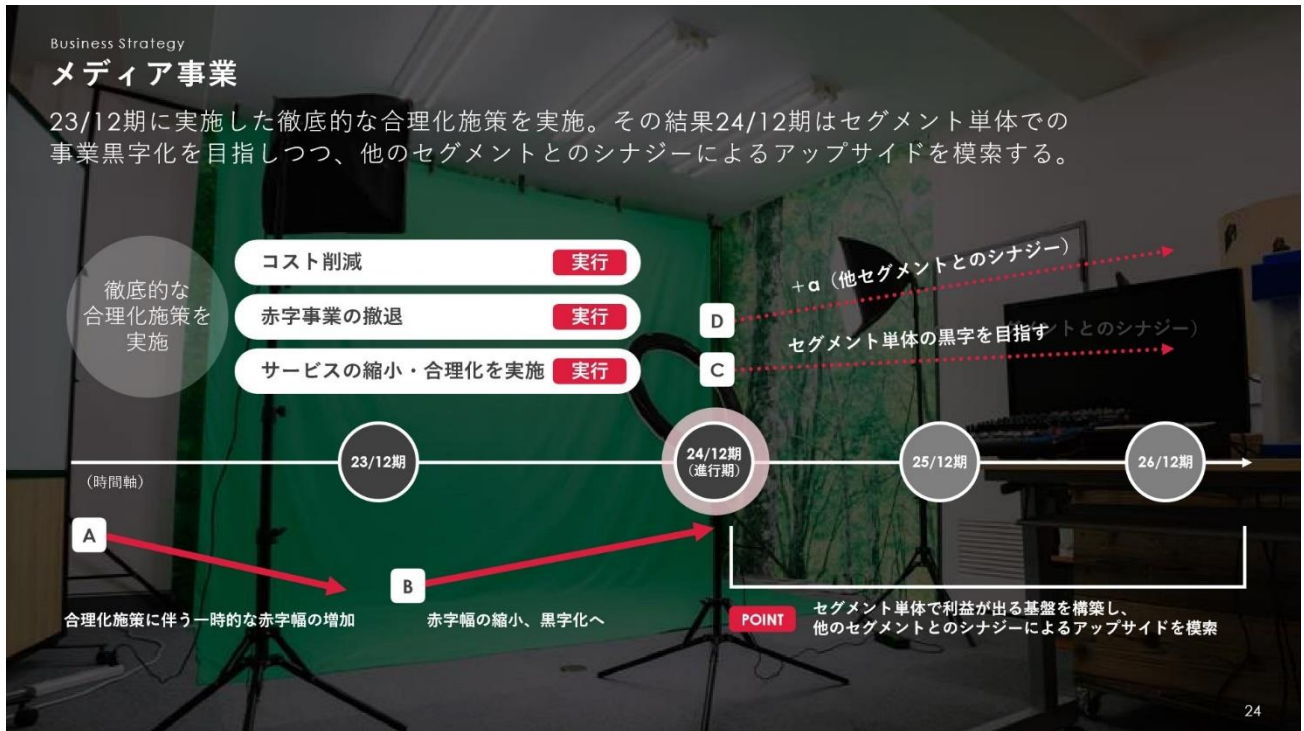 Business Strategy
メディア事業
23/12期に実施した徹底的な合理化施策を実施。その結果24/12期はセグメント単体での
事業黒字化を目指しつつ、他のセグメントとのシナジーによるアップサイドを模索する。
徹底的な
合理化施策を
実施
コスト削減 実行
赤字事業の撤退 実行
サービスの縮小・合理化を実施 実行
D
+α(他セグメントとのシナジー)
C
セグメント単体の黒字を目指す
メントとのシナジー)
23/12期
24/12期
(進行期)
25/12期
26/12期
(時間軸)
A
合理化施策に伴う一時的な赤字幅の増加
B
赤字幅の縮小、黒字化へ
POINT
セグメント単体で利益が出る基盤を構築し、
他のセグメントとのシナジーによるアップサイドを模索
24